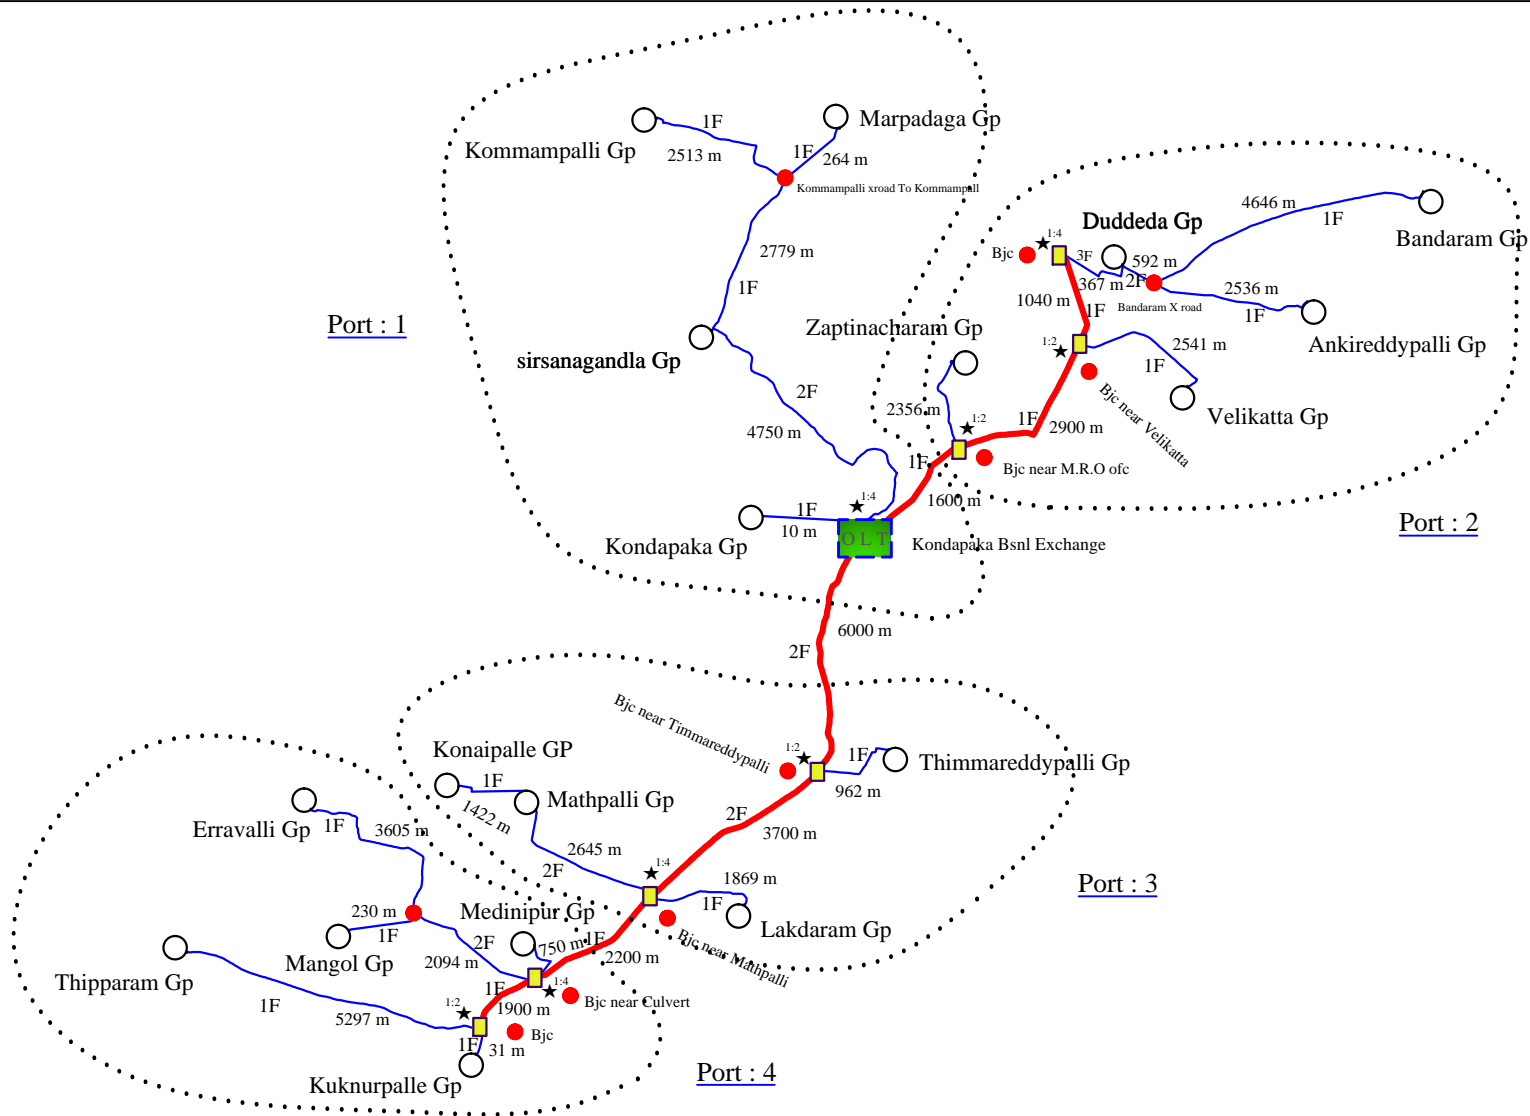 1F
Marpadaga Gp
Kommampalli Gp
2513 m
1F
264 m
Kommampalli xroad To Kommampall
4646 m
1F
Duddeda Gp
Bandaram Gp
1:4
Bjc
3F
592 m
367 m
2F
2536 m
2779 m
1040 m
1F
Bandaram X road
1F
1F
Port : 1
Zaptinacharam Gp
1:2
2541 m
Ankireddypalli Gp
sirsanagandla Gp
1F
2F
2356 m
Bjc near Velikatta
Velikatta Gp
4750 m
1:2
1F
2900 m
1F
Bjc near M.R.O ofc
1:4
1600 m
1F
10 m
Port : 2
Kondapaka Gp
OLT
Kondapaka Bsnl Exchange
6000 m
2F
Bjc near Timmareddypalli
Konaipalle GP
1:2
1F
Thimmareddypalli Gp
1F
962 m
1422 m
Mathpalli Gp
2F
Erravalli Gp
1F
3605 m
3700 m
2645 m
1:4
2F
1869 m
Port : 3
230 m
Medinipur Gp
1F
1F
Lakdaram Gp
1F
2F
750 m
Bjc near Mathpalli
Mangol Gp
2094 m
2200 m
Thipparam Gp
1F
1:4
1F
1:2
1900 m
Bjc near Culvert
5297 m
Bjc
1F
31 m
Port : 4
Kuknurpalle Gp